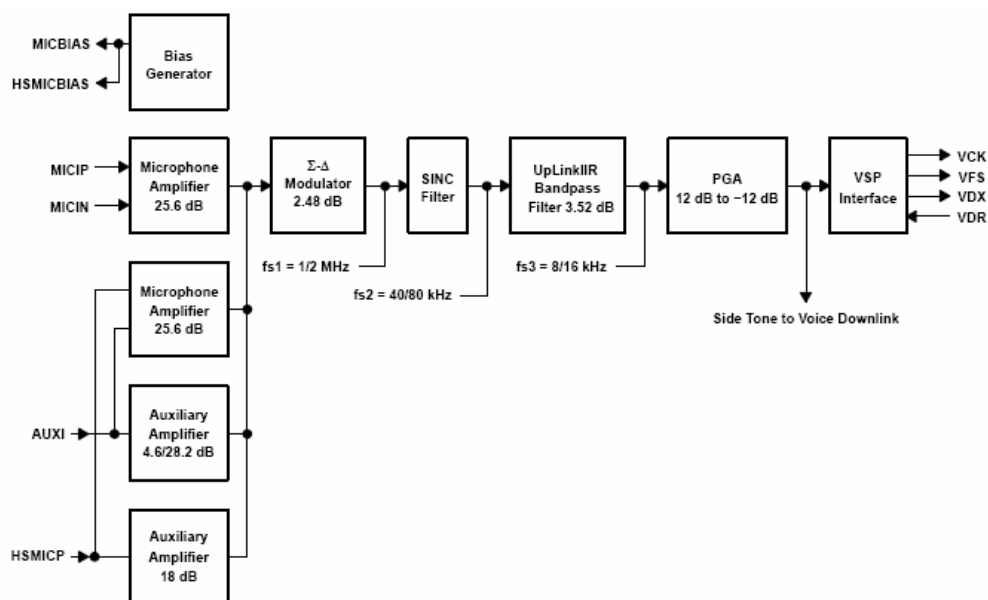 MICBIAS
HSMICBIAS
Bias
Generator
MICIP
MICIN
Microphone
Amplifier
25.6 dB
Σ-Δ
Modulator
2.48 dB
SINC
Filter
UpLinkIIR
Bandpass
Filter 3.52 dB
PGA
12 dB to −12 dB
VSP
Interface
VCK
VFS
VDX
VDR
fs1 = 1/2 MHz
fs2 = 40/80 kHz
fs3 = 8/16 kHz
Side Tone to Voice Downlink
Microphone
Amplifier
25.6 dB
AUXI
Auxiliary
Amplifier
4.6/28.2 dB
HSMICP
Auxiliary
Amplifier
18 dB